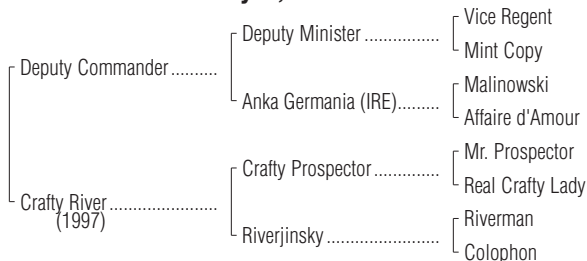 Vice Regent
Deputy Minister ................
Mint Copy
Deputy Commander..........
Malinowski
Anka Germania (IRE).........
Affaire d'Amour
Mr. Prospector
Crafty Prospector...............
Real Crafty Lady
Crafty River .......................
(1997)
Riverman
Riverjinsky ........................
Colophon